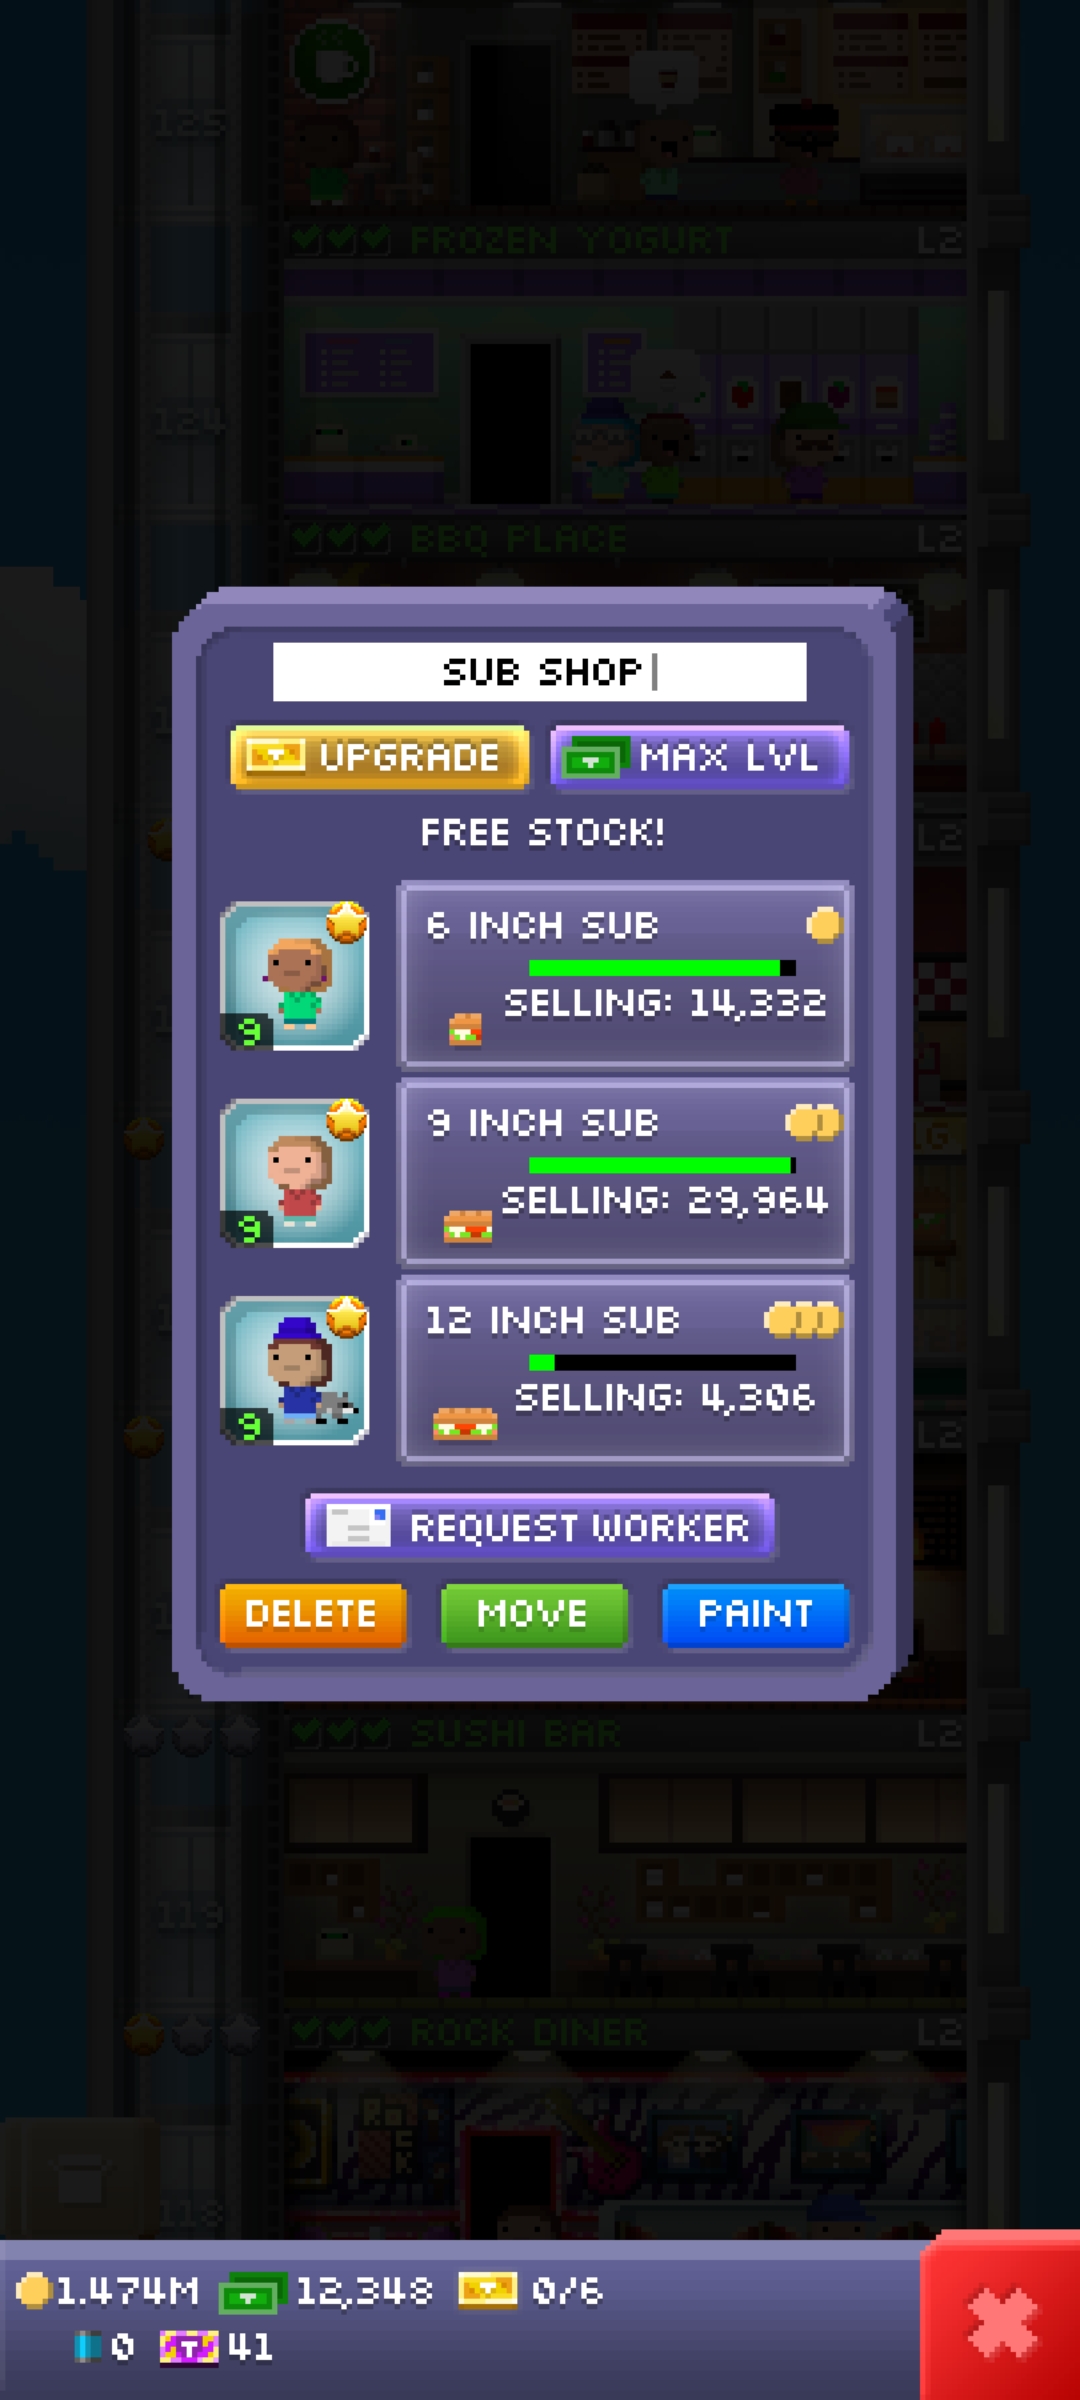 125
FROZEN YOGURT L2
124
BBQ PLACE L2
SUB SHOP
UPGRADE MAX LVL
FREE STOCK!
L2
6 INCH SUB
SELLING: 14,332
9
9 INCH SUB
SELLING: 29,964
9
12 INCH SUB
SELLING: 4,306
9
L2
REQUEST WORKER
DELETE MOVE PAINT
SUSHI BAR L2
119
ROCK DINER L2
118
1.474M 12,348 0/6
0 41